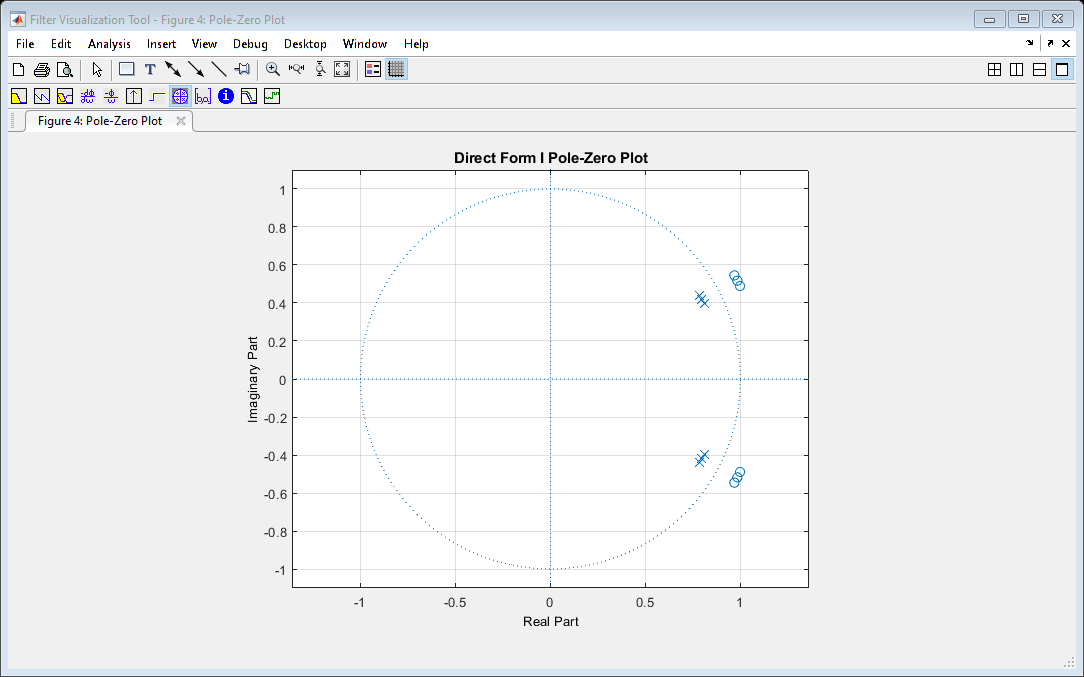 Filter Visualization Tool - Figure 4: Pole-Zero Plot
File Edit Analysis Insert View Debug Desktop Window Help
T
[b,a] i
Figure 4: Pole-Zero Plot
Direct Form I Pole-Zero Plot
1
0.8
0.6
0.4
0.2
0
-0.2
-0.4
-0.6
-0.8
-1
Imaginary Part
-1 -0.5 0 0.5 1
Real Part